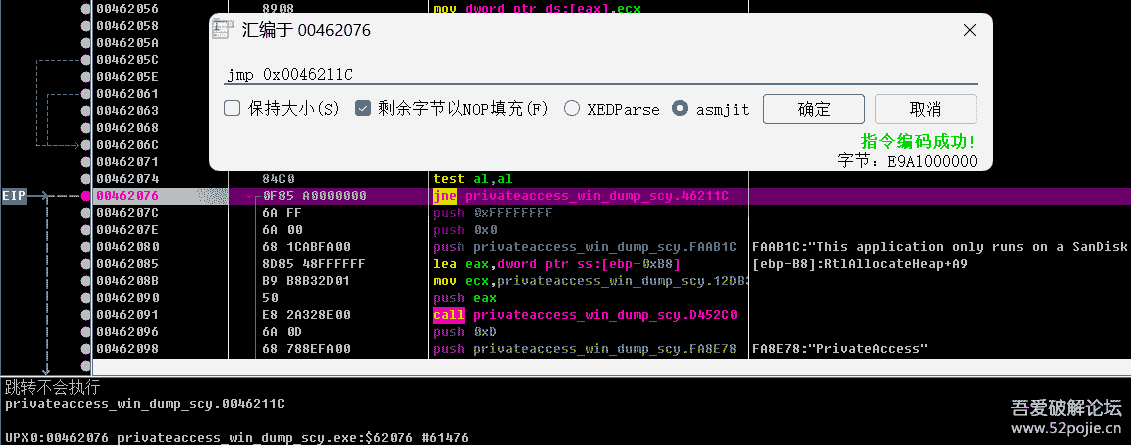 00462056 8908 mov dword ptr ds:[eax],ecx
00462058
0046205A
0046205C
0046205E
00462061
00462063
00462068
0046206C
00462071
汇编于 00462076
jmp 0x0046211C
保持大小(S) 剩余字节以NOP填充(F) XEDParse asmjit 确定 取消
指令编码成功!
字节: E9A1000000
00462074 84C0 test al,al
EIP 00462076 0F85 A0000000 jne privateaccess_win_dump_scy.46211C
0046207C 6A FF push 0xFFFFFFFF
0046207E 6A 00 push 0x0
00462080 68 1CABFA00 push privateaccess_win_dump_scy.FAAB1C FAAB1C:"This application only runs on a SanDisk
00462085 8D85 48FFFFFF lea eax,dword ptr ss:[ebp-0xB8] [ebp-B8]:RtlAllocateHeap+A9
0046208B B9 B8B32D01 mov ecx,privateaccess_win_dump_scy.12DB3
00462090 50 push eax
00462091 E8 2A328E00 call privateaccess_win_dump_scy.D452C0
00462096 6A 0D push 0xD
00462098 68 788EFA00 push privateaccess_win_dump_scy.FA8E78 FA8E78:"PrivateAccess"
跳转不会执行
privateaccess_win_dump_scy.0046211C
UPX0:00462076 privateaccess_win_dump_scy.exe:$62076 #61476
吾爱破解论坛
www.52pojie.cn